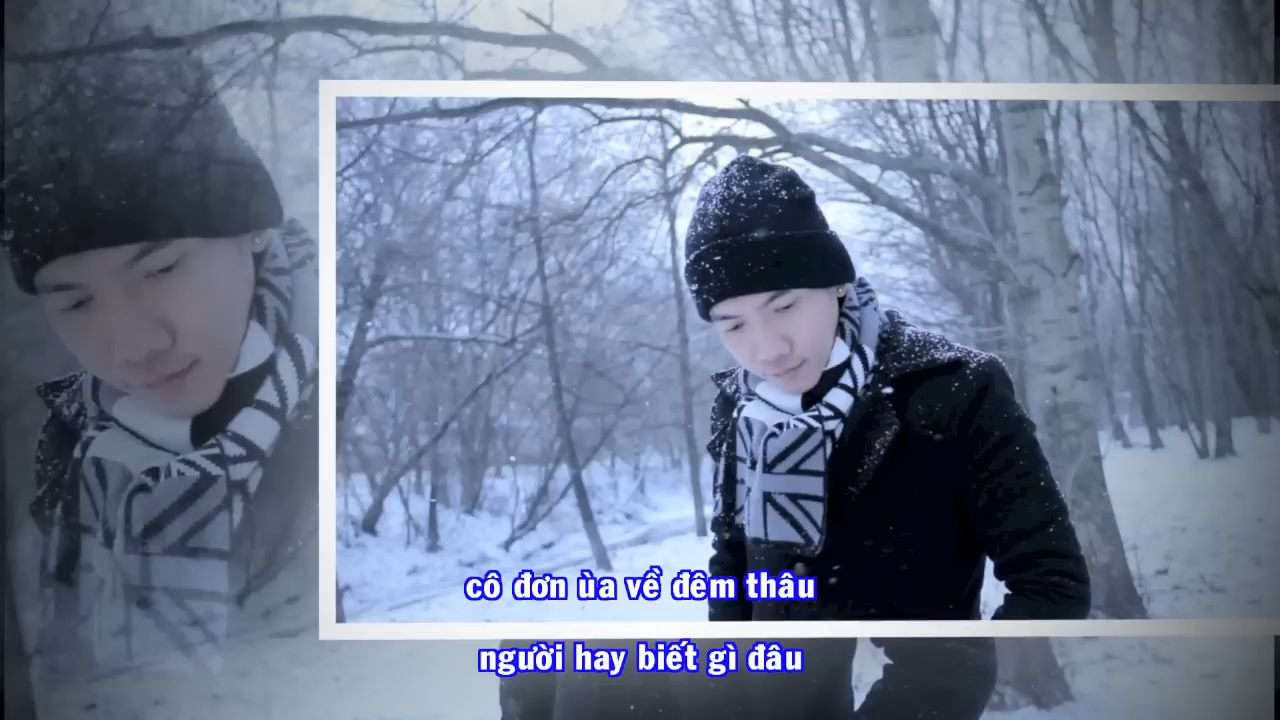 cô đơn ùa về đêm thâu
người hay biết gì đâu